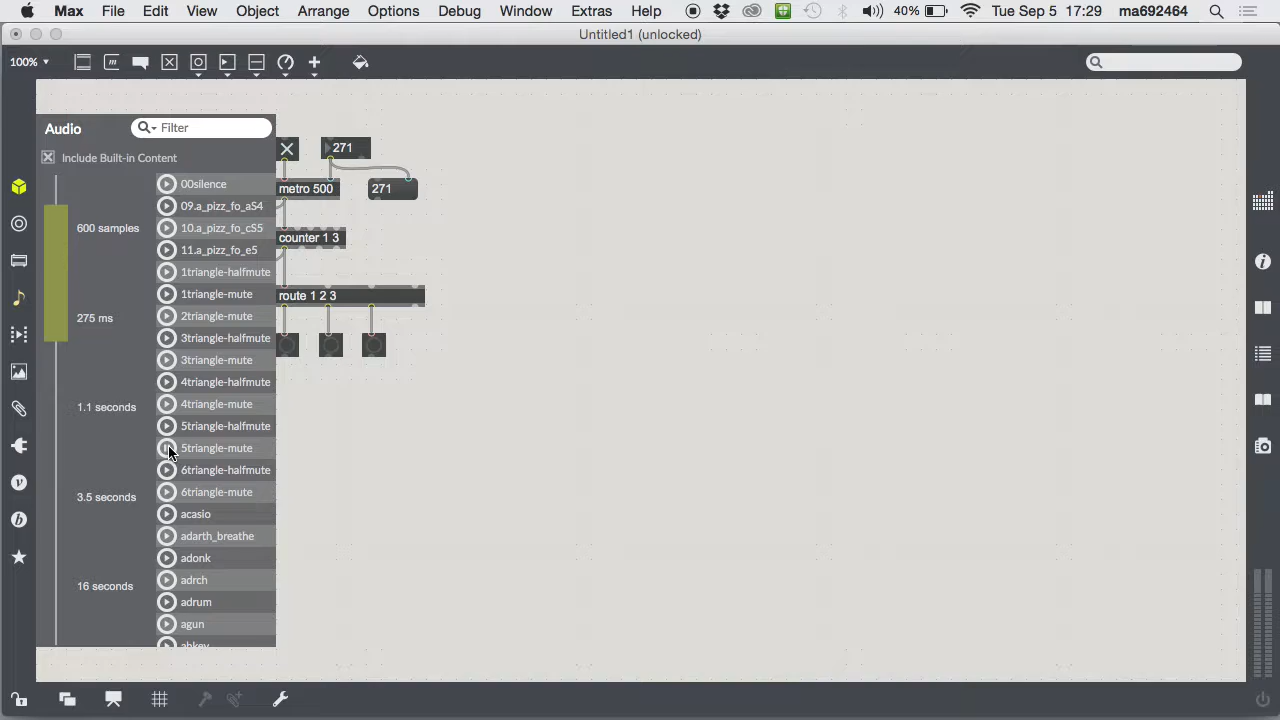 Max File Edit View Object Arrange Options Debug Window Extras Help 40% Tue Sep 5 17:29 ma692464
Untitled1 (unlocked)
100%
Audio
Filter
Include Built-in Content
600 samples
275 ms
1.1 seconds
3.5 seconds
16 seconds
00silence
09.a_pizz_fo_aS4
10.a_pizz_fo_cS5
11.a_pizz_fo_e5
1triangle-halfmute
1triangle-mute
2triangle-mute
3triangle-halfmute
3triangle-mute
4triangle-halfmute
4triangle-mute
5triangle-halfmute
5triangle-mute
6triangle-halfmute
6triangle-mute
acasio
adarth_breathe
adonk
adrch
adrum
agun
271
metro 500
271
counter 1 3
route 1 2 3